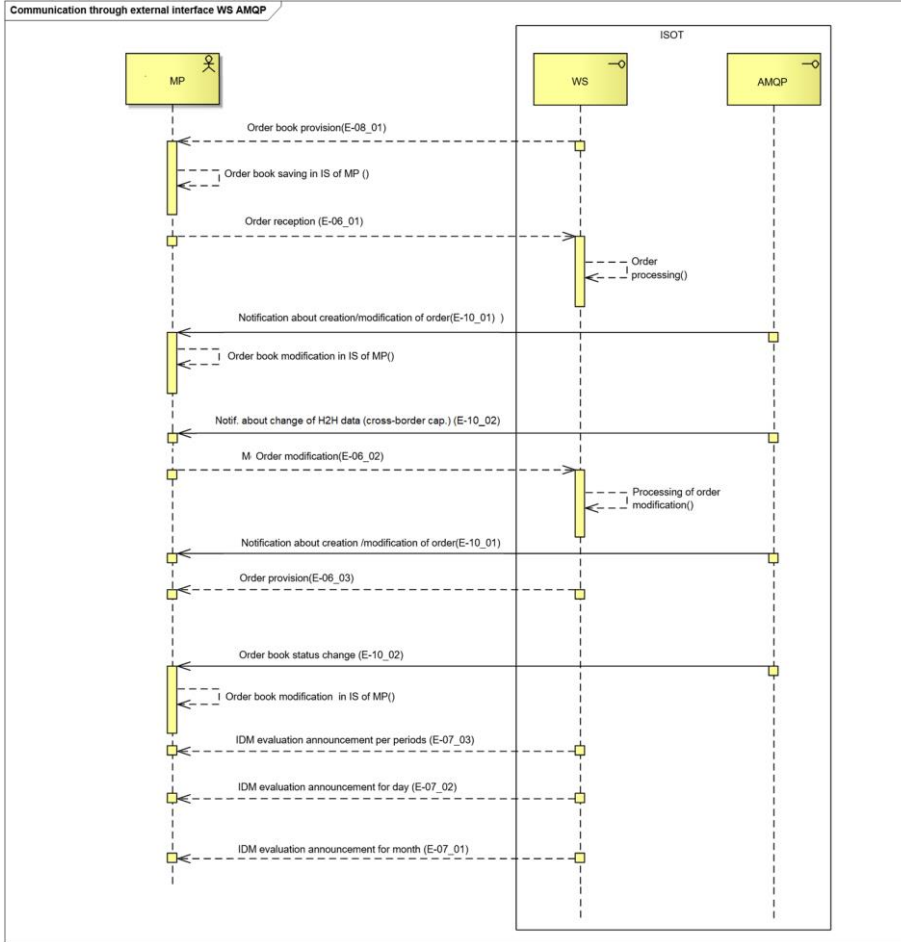 Communication through external interface WS AMQP
ISOT
MP
WS
AMQP
Order book provision(E-08_01)
Order book saving in IS of MP ()
Order reception (E-06_01)
Order
processing()
Notification about creation/modification of order(E-10_01) )
Order book modification in IS of MP()
Notif. about change of H2H data (cross-border cap.) (E-10_02)
M Order modification(E-06_02)
Processing of order
modification()
Notification about creation /modification of order(E-10_01)
Order provision(E-06_03)
Order book status change (E-10_02)
Order book modification in IS of MP()
IDM evaluation announcement per periods (E-07_03)
IDM evaluation announcement for day (E-07_02)
IDM evaluation announcement for month (E-07_01)